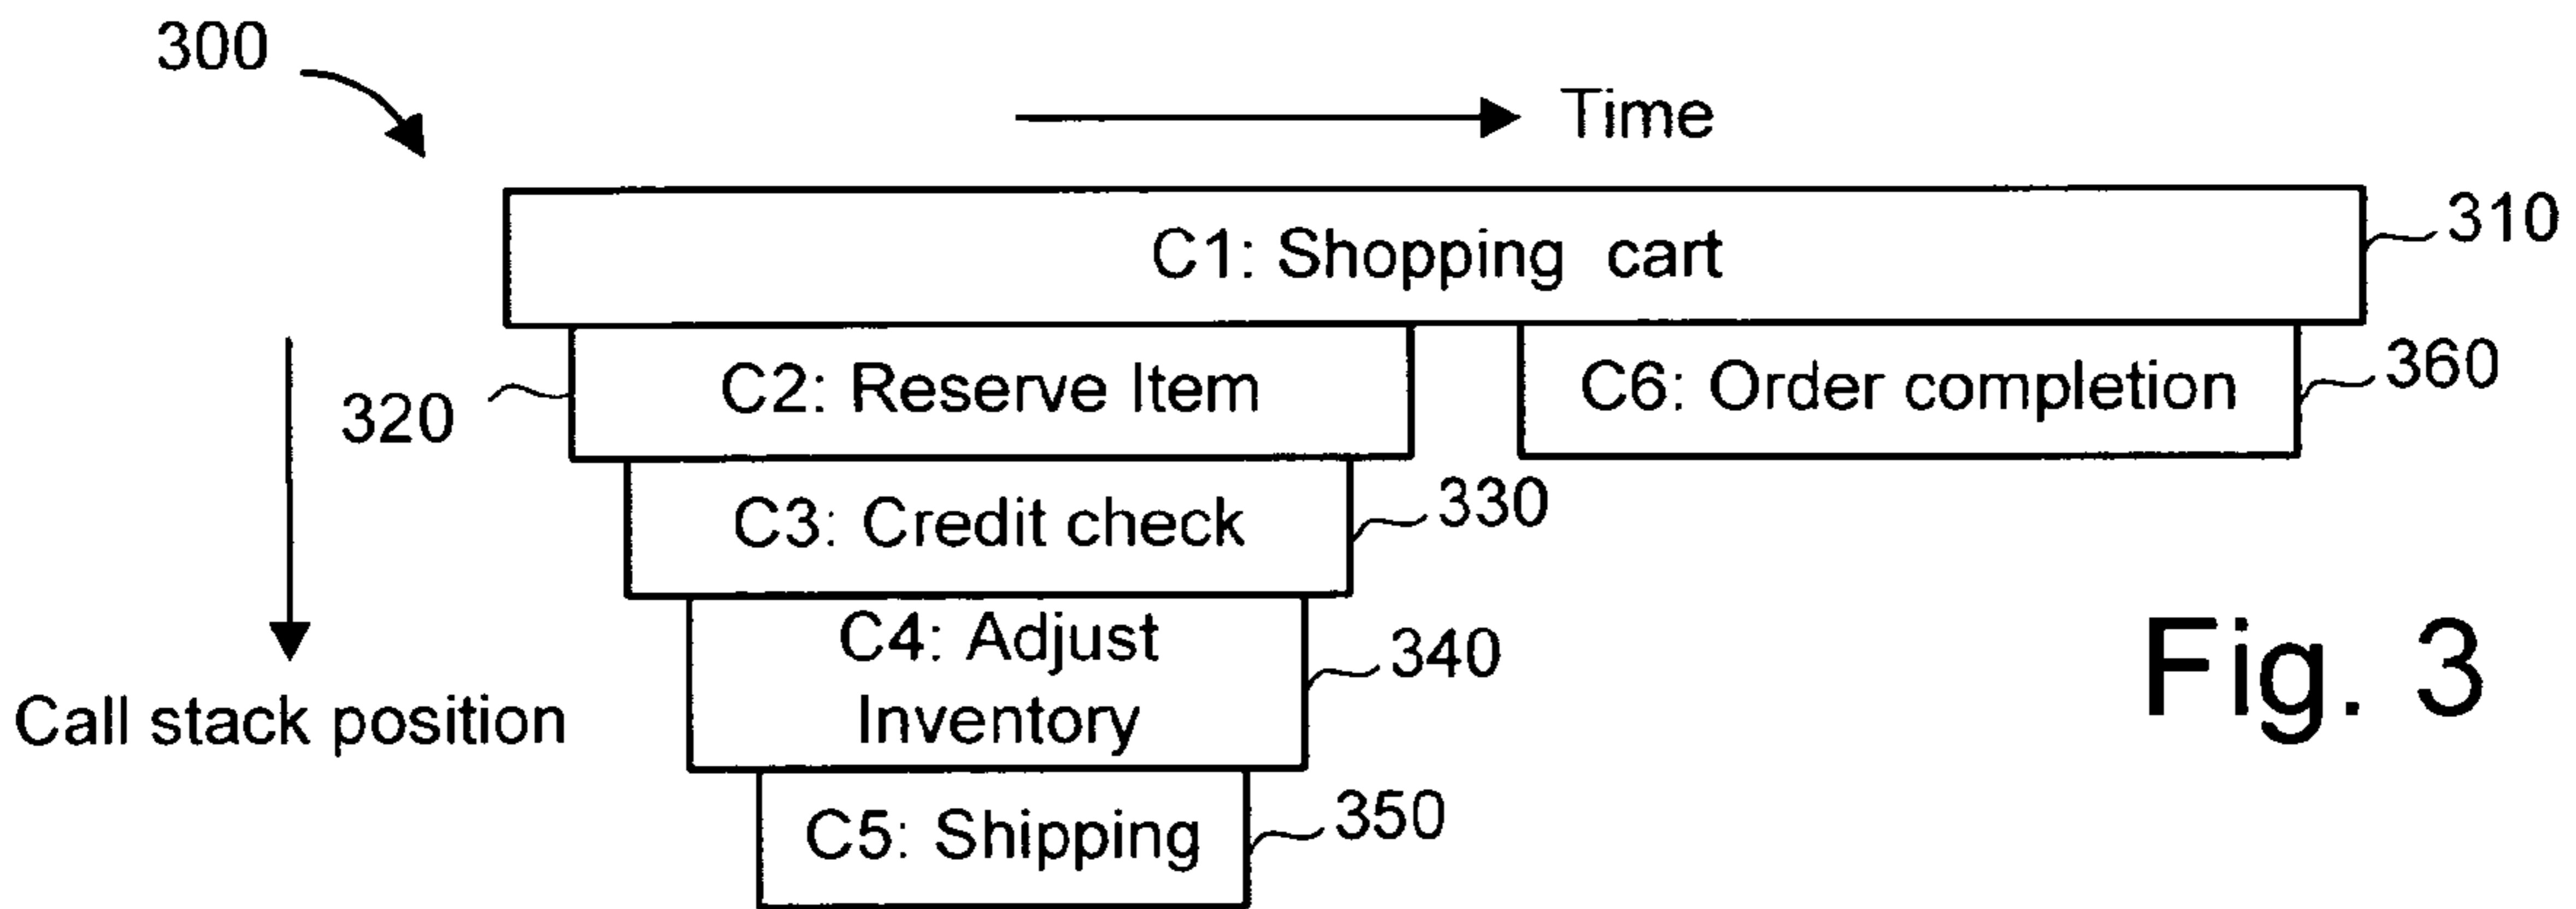 300
Time
C1: Shopping cart
310
320
C2: Reserve Item
C6: Order completion
360
C3: Credit check
330
C4: Adjust
Inventory
340
Call stack position
C5: Shipping
350
Fig. 3